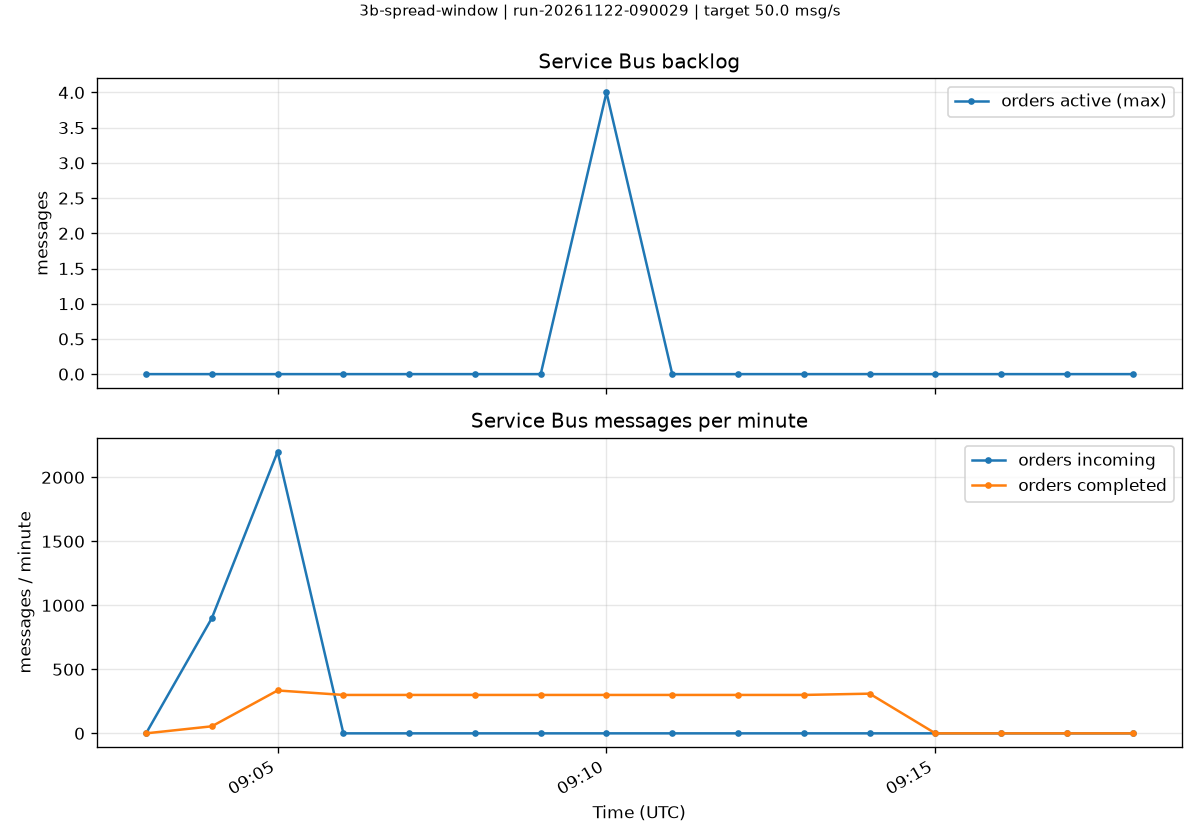 3b-spread-window | run-20261122-090029 | target 50.0 msg/s
Service Bus backlog
orders active (max)
4.0
3.5
3.0
2.5
2.0
1.5
1.0
0.5
0.0
messages
Service Bus messages per minute
orders incoming
orders completed
2000
1500
1000
500
0
messages / minute
09:05
09:10
09:15
Time (UTC)